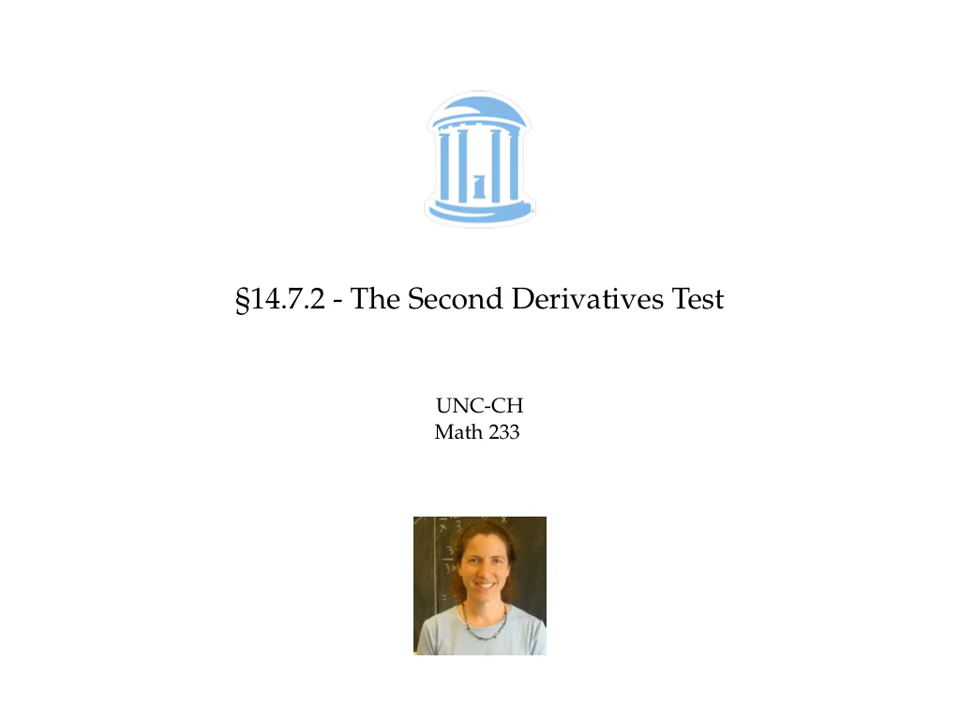 §14.7.2 - The Second Derivatives Test
UNC-CH
Math 233